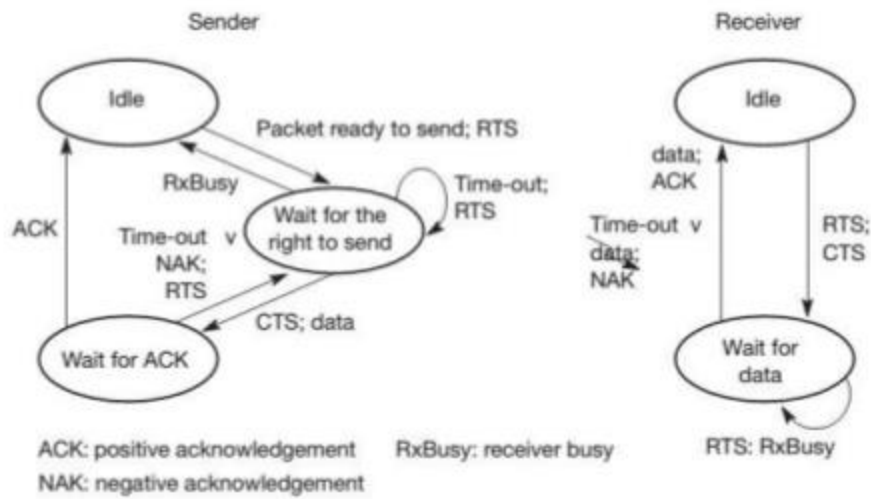 Sender
Receiver
Idle
Idle
Packet ready to send; RTS
RxBusy
Time-out;
RTS
Wait for the
right to send
ACK
Time-out v
NAK;
RTS
CTS; data
Wait for ACK
data;
ACK
Time-out v
data;
NAK
RTS;
CTS
Wait for
data
RTS: RxBusy
ACK: positive acknowledgement
RxBusy: receiver busy
NAK: negative acknowledgement